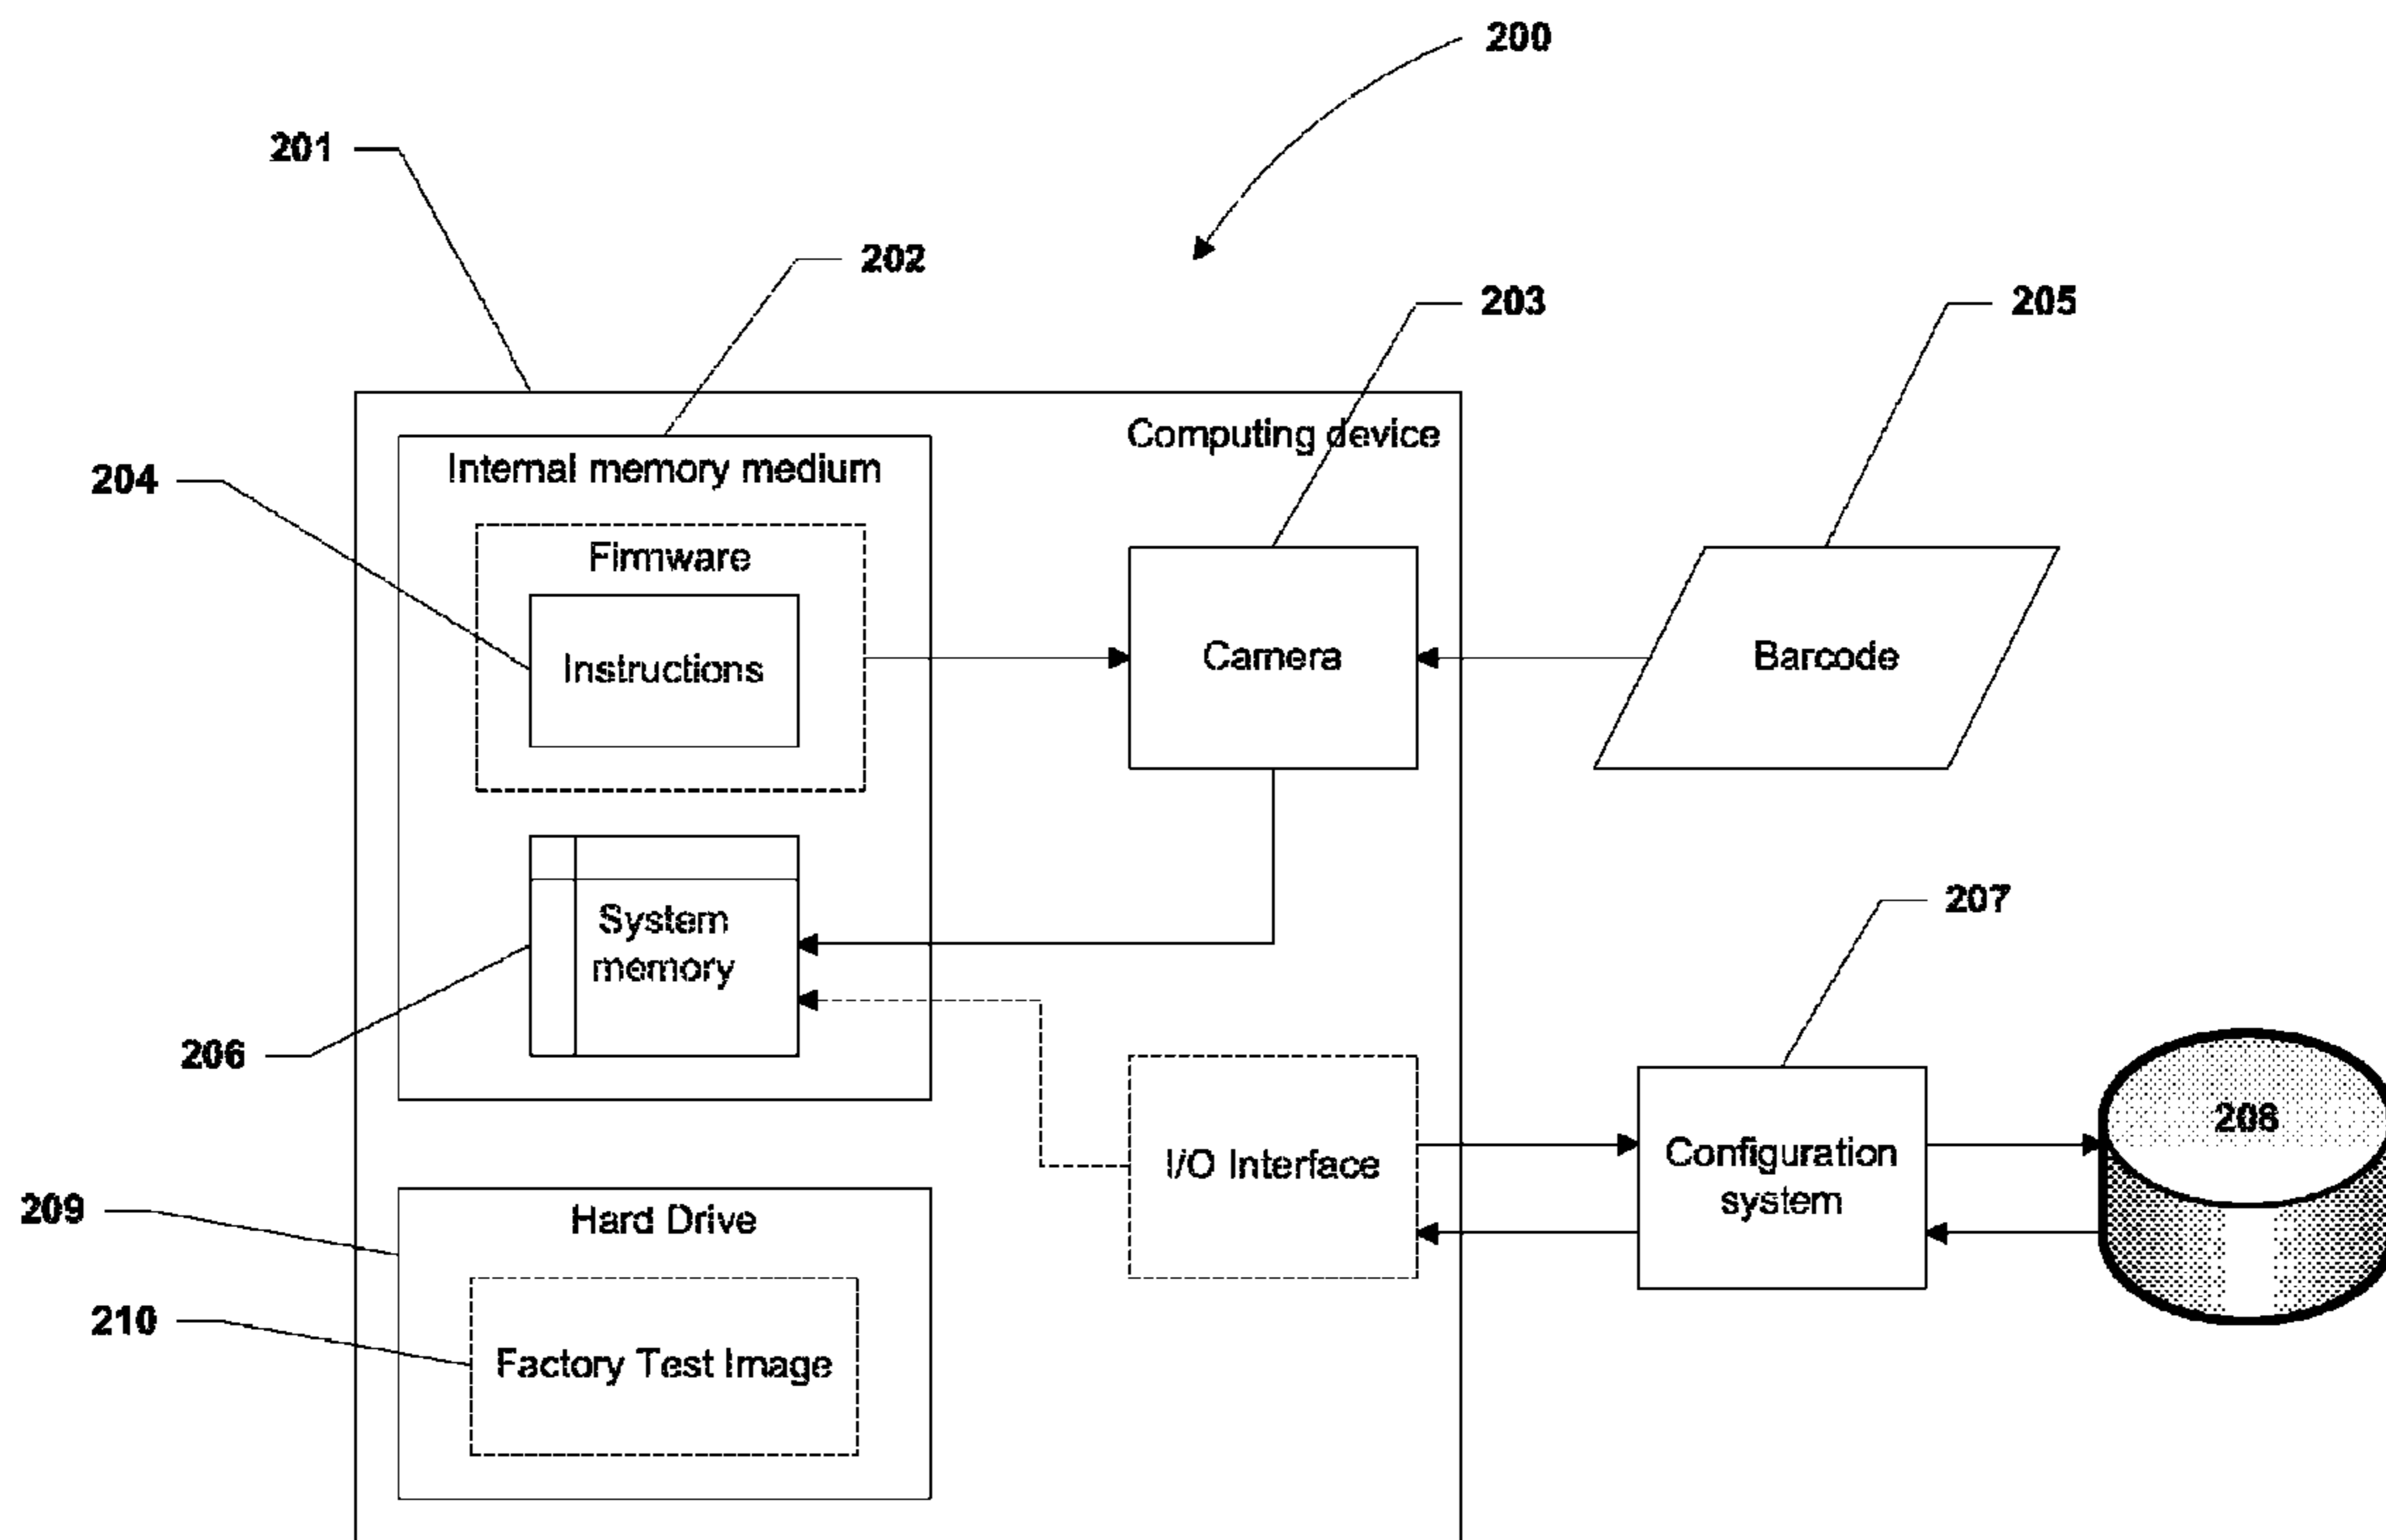 200
201
202
203
205
Computing device
Internal memory medium
204
Firmware
Instructions
Camera
Barcode
System
memory
207
206
208
I/O Interface
Configuration
system
209
Hard Drive
210
Factory Test Image